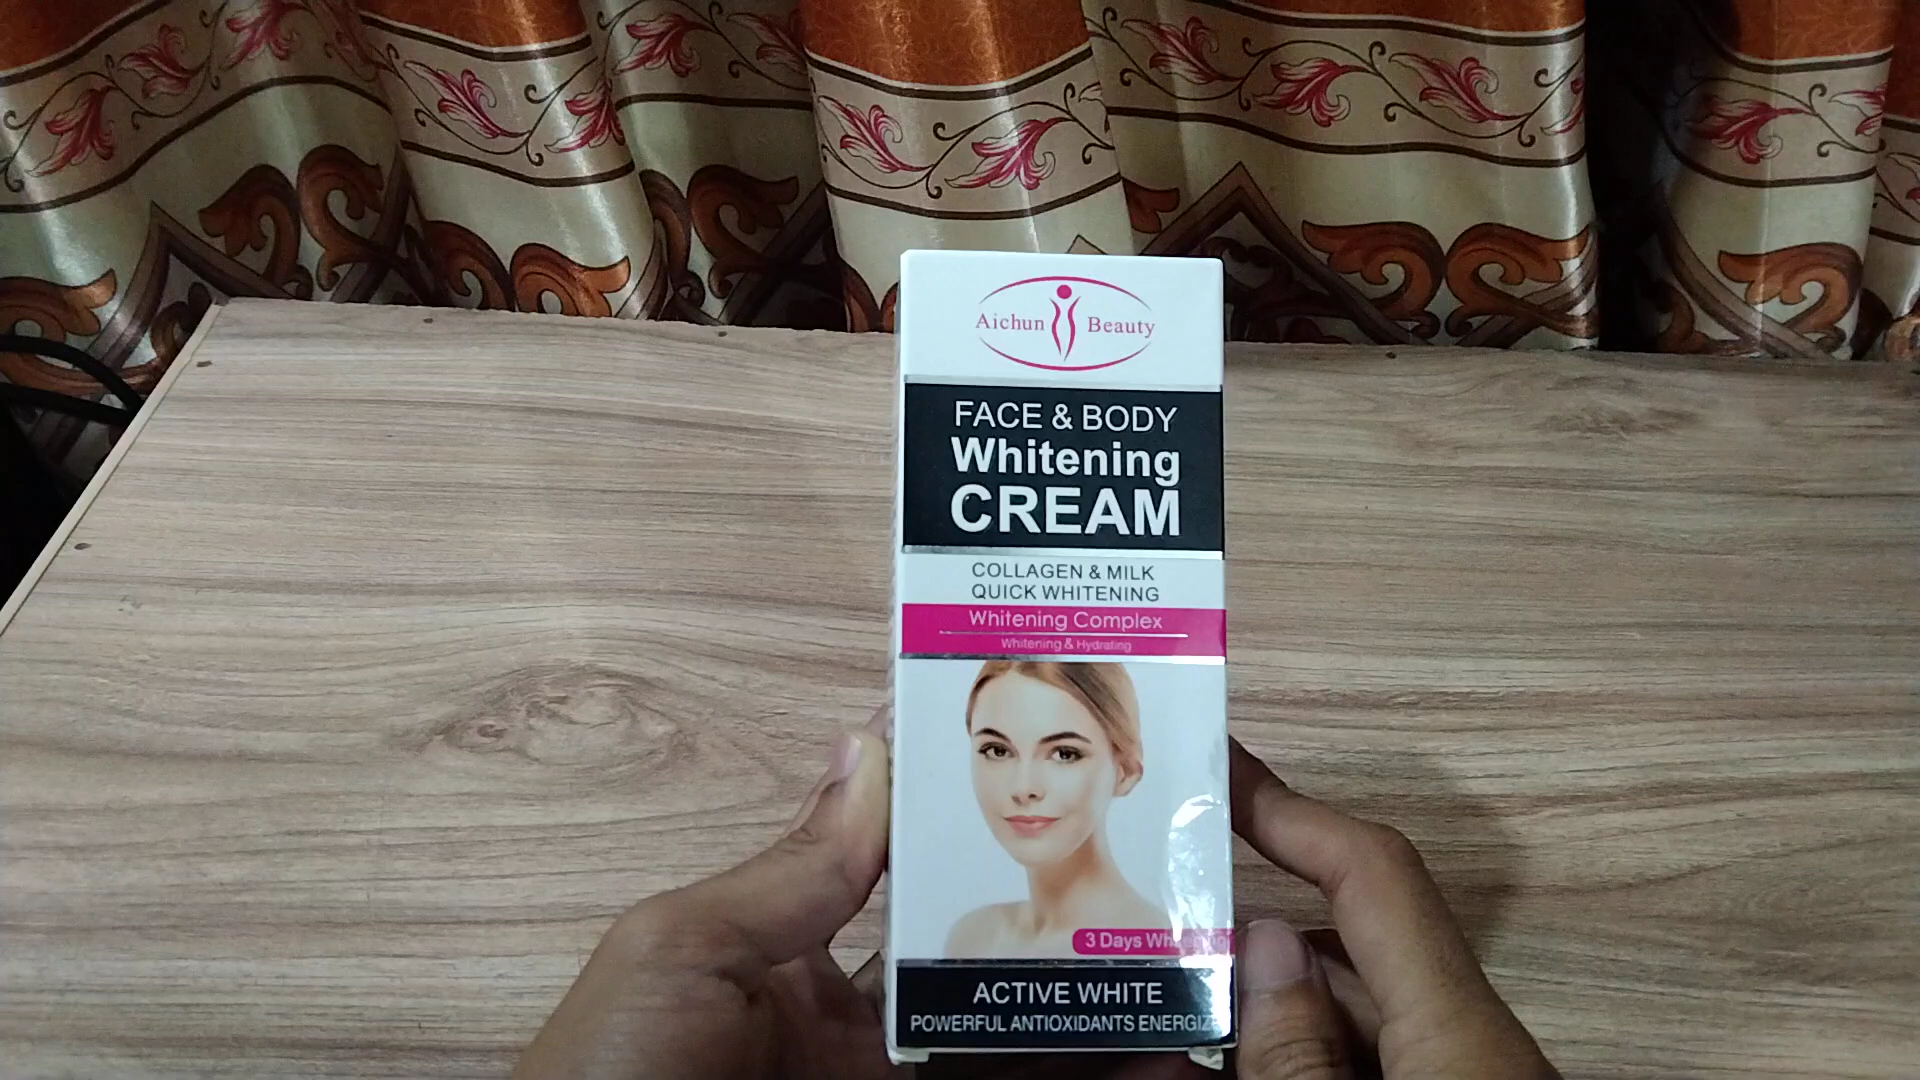 Aichun Beauty
FACE & BODY
Whitening
CREAM
COLLAGEN & MILK
QUICK WHITENING
Whitening Complex
Whitening & Hydrating
3 Days Whitening
ACTIVE WHITE
POWERFUL ANTIOXIDANTS